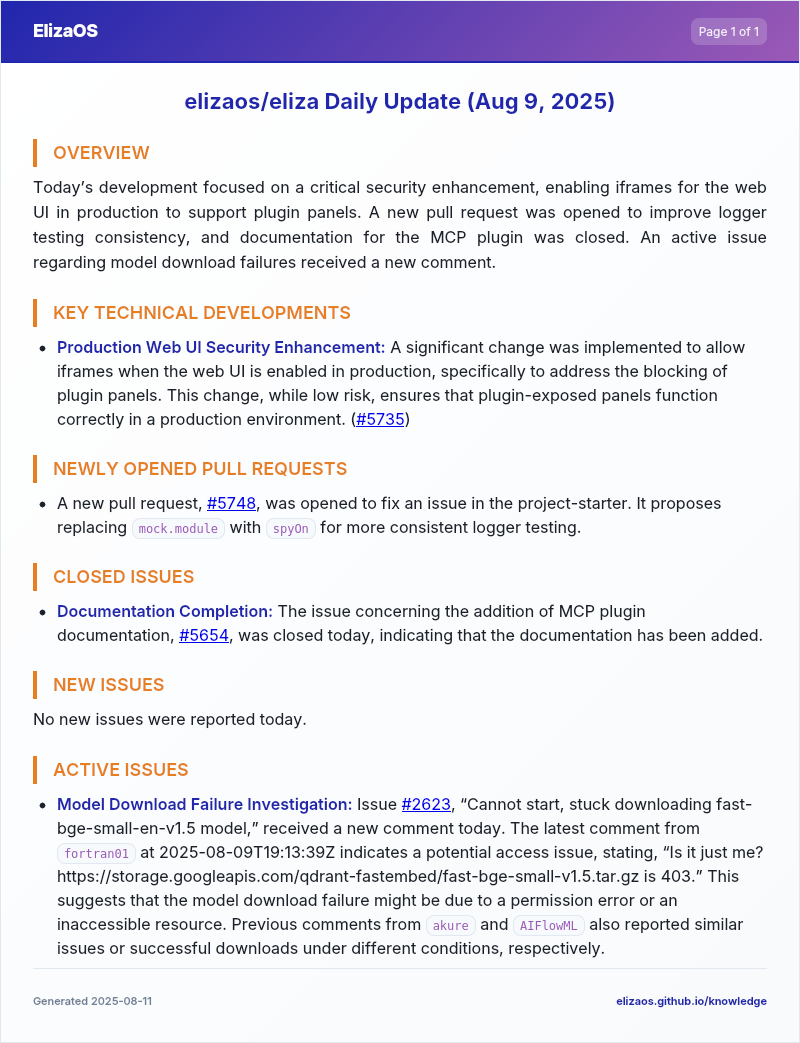 ElizaOS
Page 1 of 1
elizaos/eliza Daily Update (Aug 9, 2025)
OVERVIEW
Today’s development focused on a critical security enhancement, enabling iframes for the web
UI in production to support plugin panels. A new pull request was opened to improve logger
testing consistency, and documentation for the MCP plugin was closed. An active issue
regarding model download failures received a new comment.
KEY TECHNICAL DEVELOPMENTS
• Production Web UI Security Enhancement: A significant change was implemented to allow
iframes when the web UI is enabled in production, specifically to address the blocking of
plugin panels. This change, while low risk, ensures that plugin-exposed panels function
correctly in a production environment. (#5735)
NEWLY OPENED PULL REQUESTS
• A new pull request, #5748, was opened to fix an issue in the project-starter. It proposes
replacing mock.module with spyOn for more consistent logger testing.
CLOSED ISSUES
• Documentation Completion: The issue concerning the addition of MCP plugin
documentation, #5654, was closed today, indicating that the documentation has been added.
NEW ISSUES
No new issues were reported today.
ACTIVE ISSUES
• Model Download Failure Investigation: Issue #2623, “Cannot start, stuck downloading fast-
bge-small-en-v1.5 model,” received a new comment today. The latest comment from
fortran01 at 2025-08-09T19:13:39Z indicates a potential access issue, stating, “Is it just me?
https://storage.googleapis.com/qdrant-fastembed/fast-bge-small-v1.5.tar.gz is 403.” This
suggests that the model download failure might be due to a permission error or an
inaccessible resource. Previous comments from akure and AIFlowML also reported similar
issues or successful downloads under different conditions, respectively.
Generated 2025-08-11
elizaos.github.io/knowledge